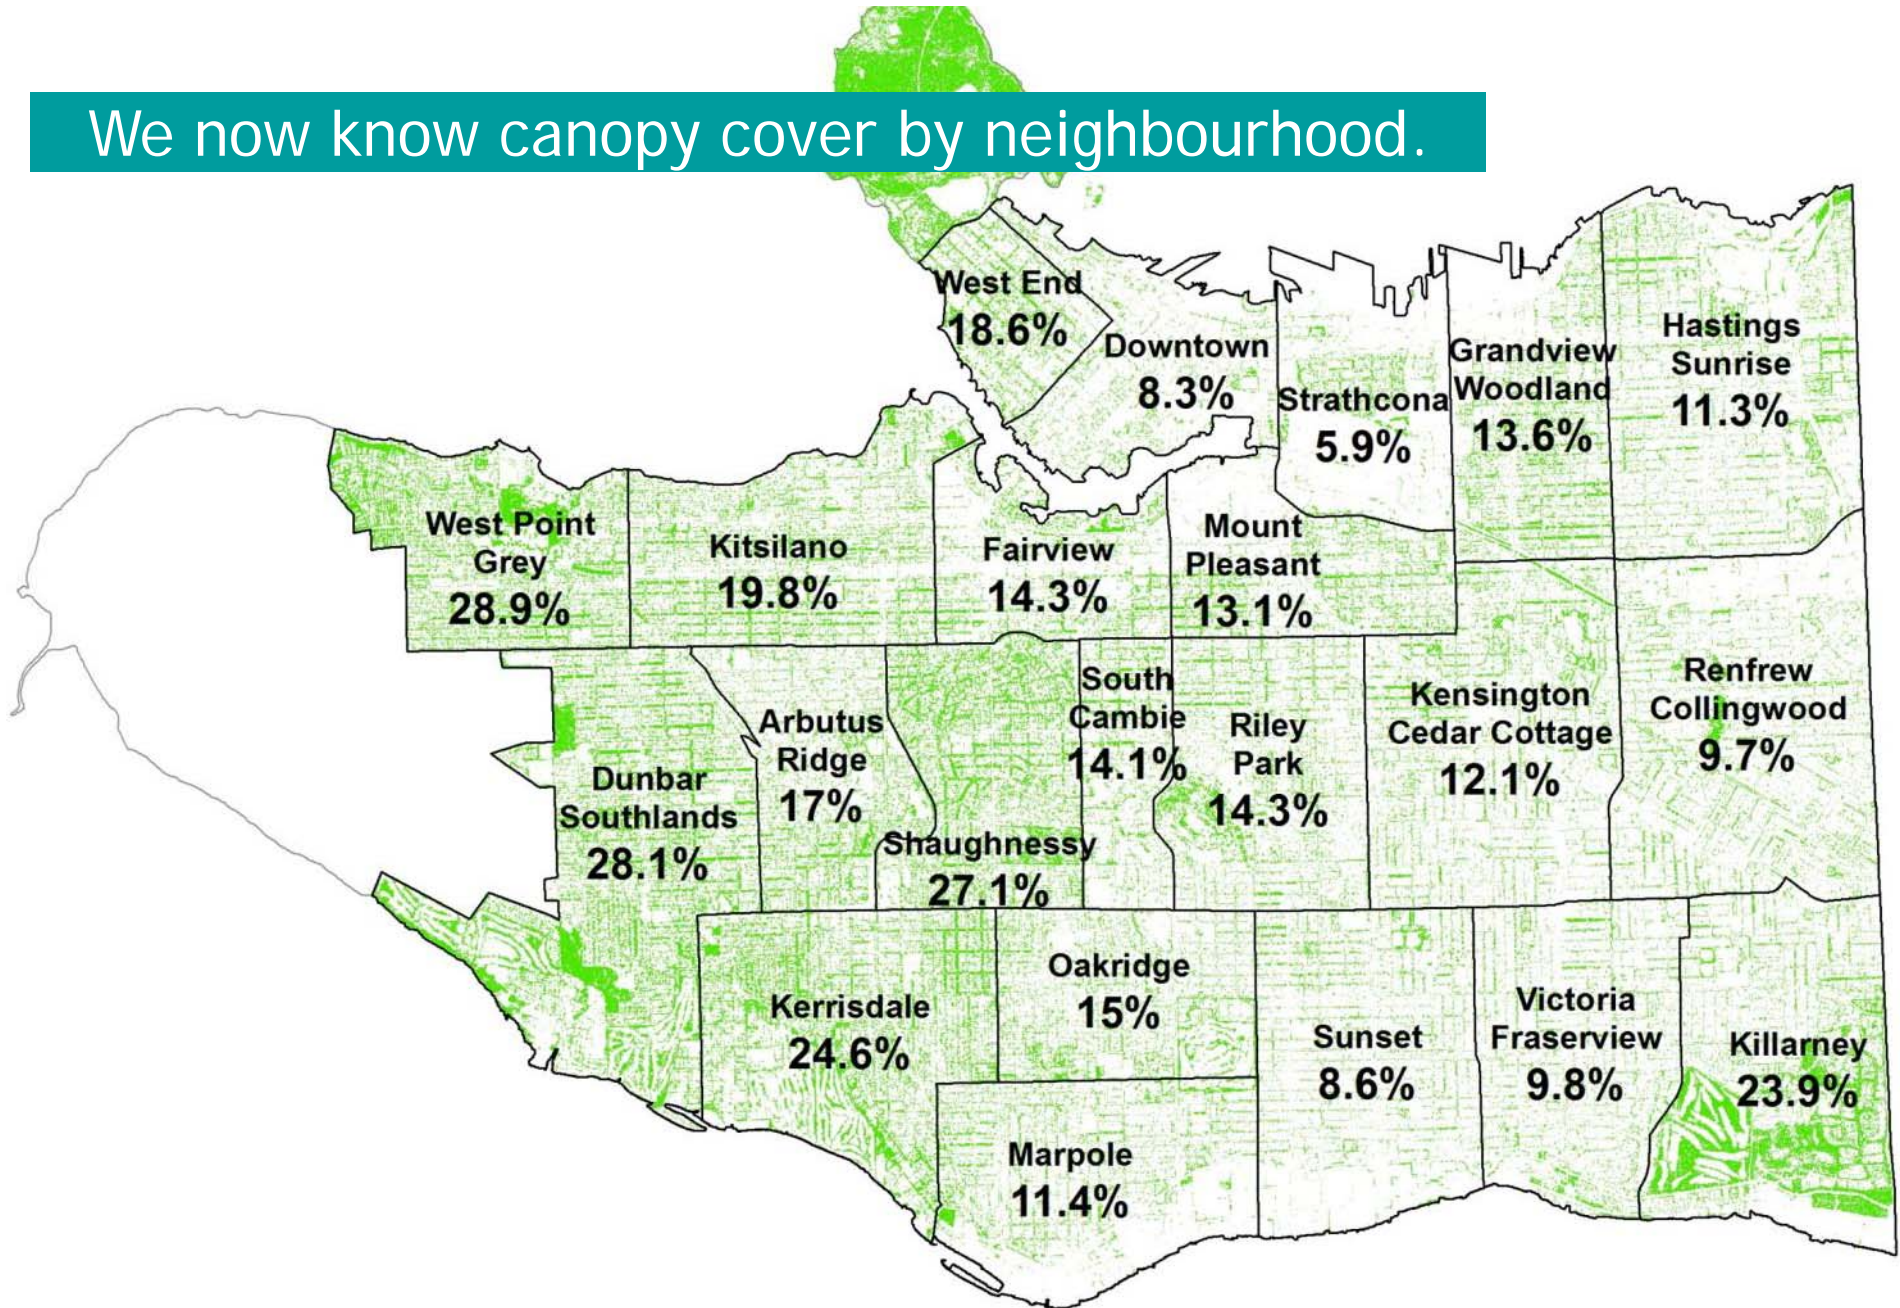 We now know canopy cover by neighbourhood.
West End
18.6%
Downtown
8.3%
Strathcona
5.9%
Grandview
Woodland
13.6%
Hastings
Sunrise
11.3%
West Point
Grey
28.9%
Kitsilano
19.8%
Fairview
14.3%
Mount
Pleasant
13.1%
Dunbar
Southlands
28.1%
Arbutus
Ridge
17%
Shaughnessy
27.1%
South
Cambie
14.1%
Riley
Park
14.3%
Kensington
Cedar Cottage
12.1%
Renfrew
Collingwood
9.7%
Kerrisdale
24.6%
Oakridge
15%
Marpole
11.4%
Sunset
8.6%
Victoria
Fraserview
9.8%
Killarney
23.9%